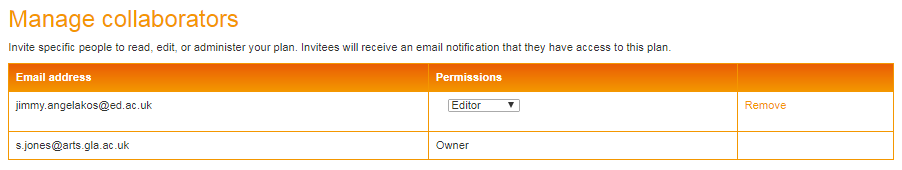 Manage collaborators
Invite specific people to read, edit, or administer your plan. Invitees will receive an email notification that they have access to this plan.
Email address Permissions
jimmy.angelakos@ed.ac.uk Editor Remove
s.jones@arts.gla.ac.uk Owner